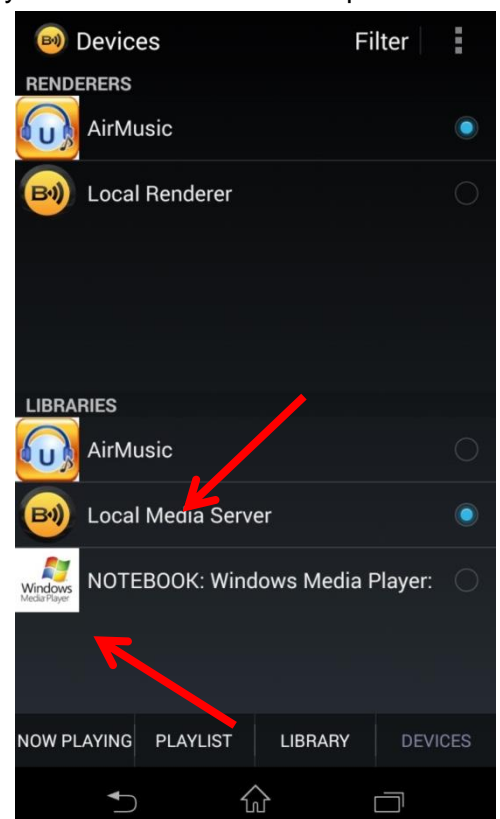 Devices
Filter
RENDERERS
AirMusic
Local Renderer
LIBRARIES
AirMusic
Local Media Server
Windows
Media Player
NOTEBOOK: Windows Media Player:
NOW PLAYING
PLAYLIST
LIBRARY
DEVICES